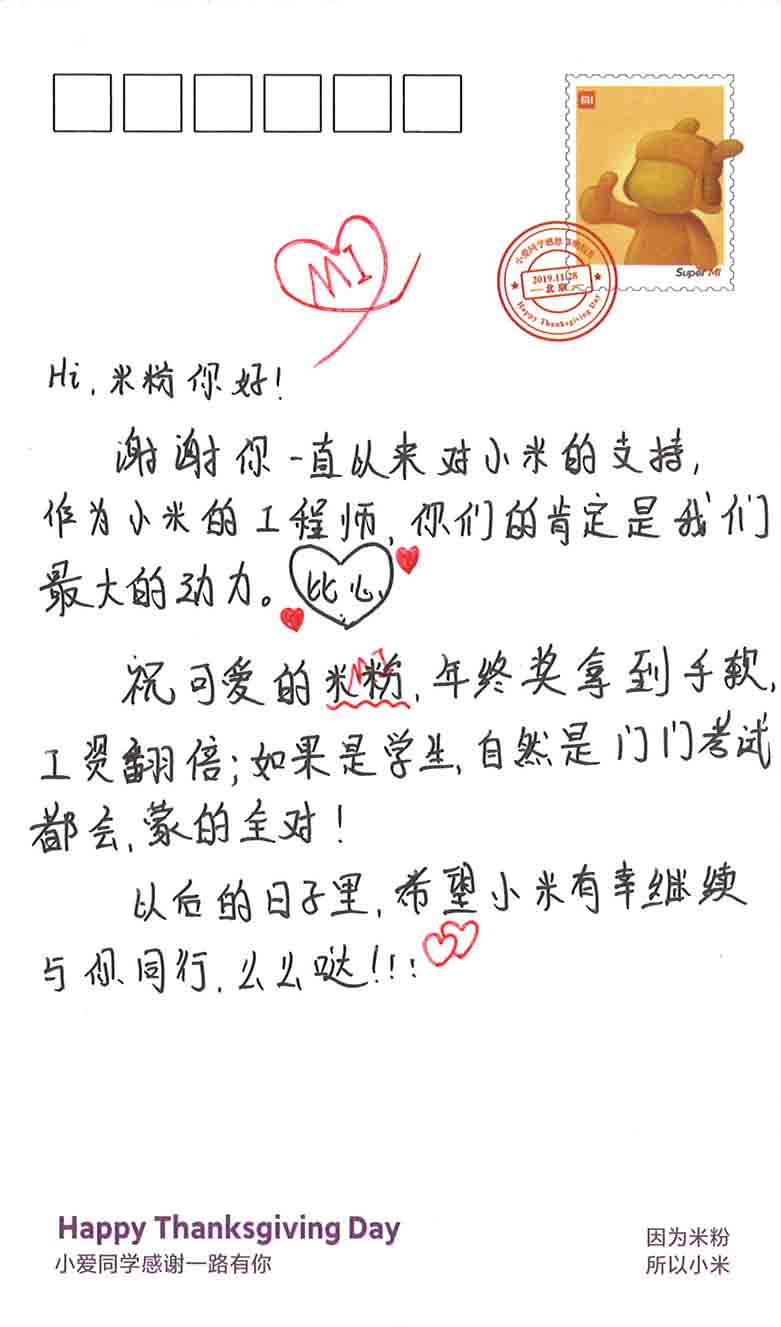 MI
小爱同学感恩
2019.11.28
北京
Happy Thanksgiving Day
Super MI
MI
Hi, 米粉你好!
谢谢你一直以来对小米的支持,
作为小米的工程师, 你们的肯定是我们
最大的动力。比心
MI
祝可爱的米粉, 年终奖拿到手软,
工资翻倍; 如果是学生, 自然是门门考试
都会, 蒙的全对!
以后的日子里, 希望小米有幸继续
与你同行, 么么哒!!!
Happy Thanksgiving Day
小爱同学感谢一路有你
因为米粉
所以小米